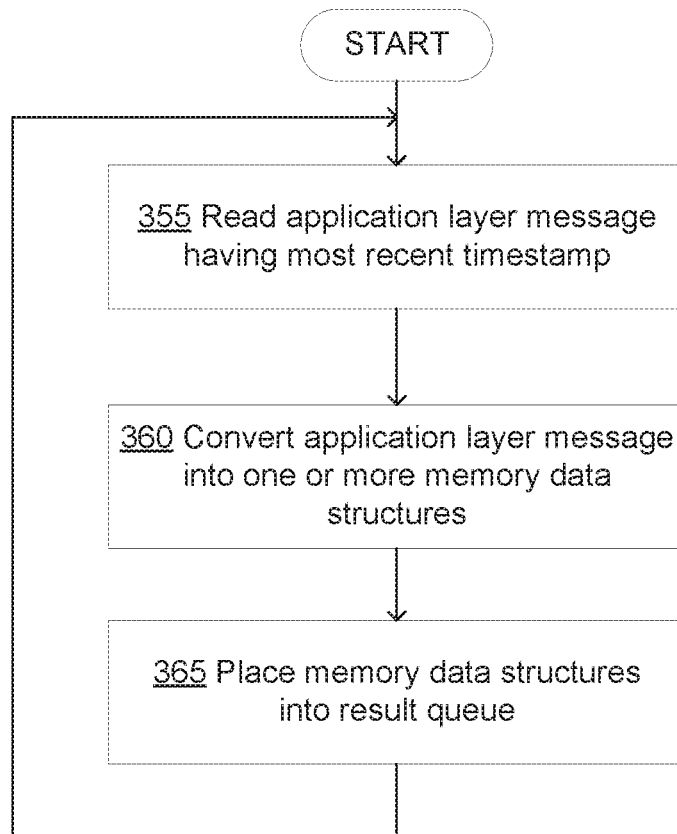 START
355 Read application layer message
having most recent timestamp
360 Convert application layer message
into one or more memory data
structures
365 Place memory data structures
into result queue